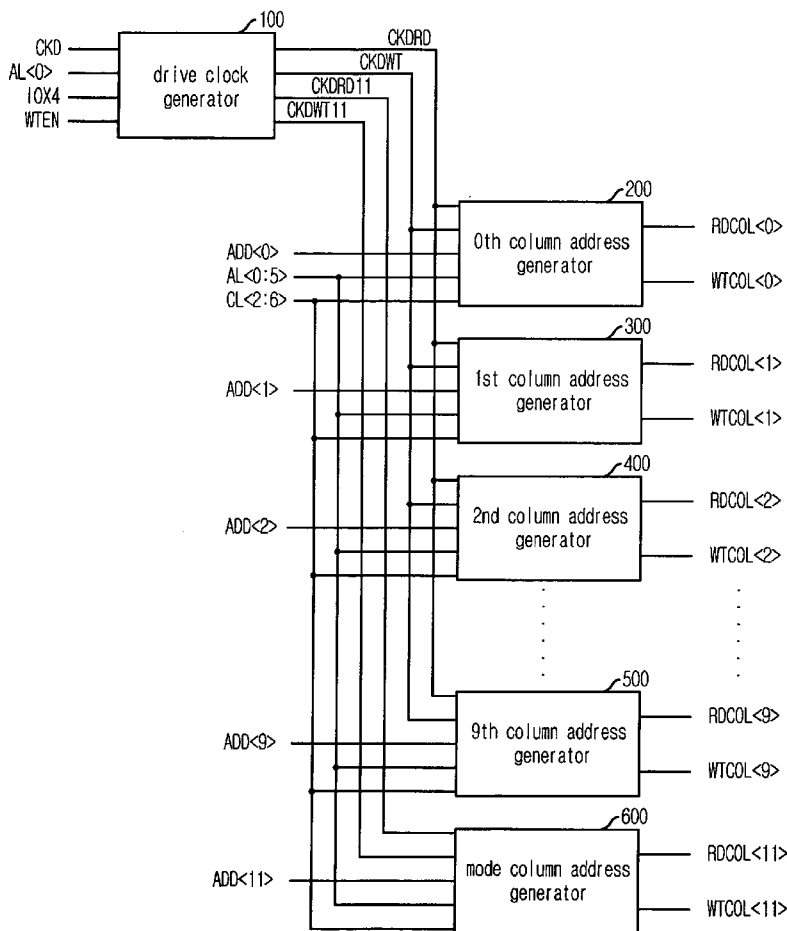 100
CKD
AL<0>
IOX4
WTEN
drive clock
generator
CKDRD
CKDWT
CKDRD11
CKDWT11
200
ADD<0>
AL<0:5>
CL<2:6>
0th column address
generator
RDCOL<0>
WTCOL<0>
300
ADD<1>
1st column address
generator
RDCOL<1>
WTCOL<1>
400
ADD<2>
2nd column address
generator
RDCOL<2>
WTCOL<2>
500
ADD<9>
9th column address
generator
RDCOL<9>
WTCOL<9>
600
ADD<11>
mode column address
generator
RDCOL<11>
WTCOL<11>